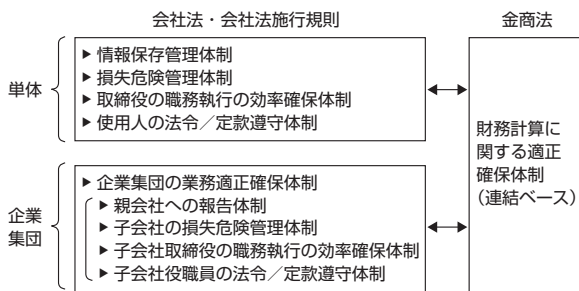 会社法・会社法施行規則
金商法
単体
▶ 情報保存管理体制
▶ 損失危険管理体制
▶ 取締役の職務執行の効率確保体制
▶ 使用人の法令／定款遵守体制
企業
集団
▶ 企業集団の業務適正確保体制
▶ 親会社への報告体制
▶ 子会社の損失危険管理体制
▶ 子会社取締役の職務執行の効率確保体制
▶ 子会社役職員の法令／定款遵守体制
財務計算に
関する適正
確保体制
（連結ベース）